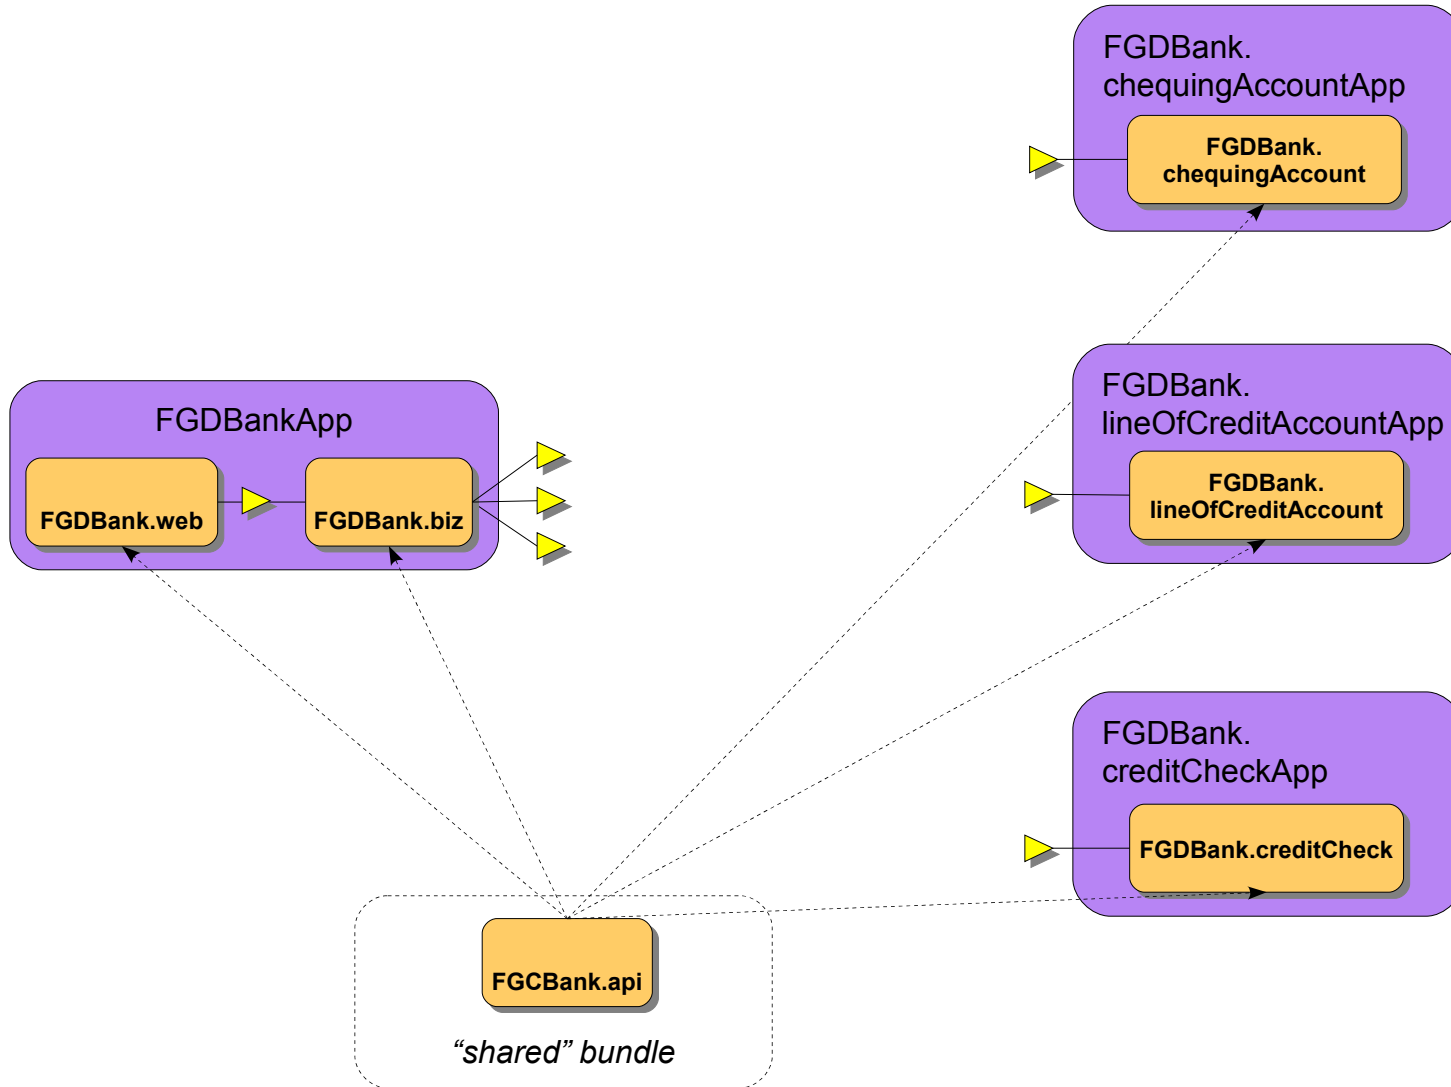 FGDBank.
chequingAccountApp
FGDBank.
chequingAccount
FGDBankApp
FGDBank.web
FGDBank.biz
FGDBank.
lineOfCreditAccountApp
FGDBank.
lineOfCreditAccount
FGDBank.
creditCheckApp
FGDBank.creditCheck
FGCBank.api
“shared” bundle